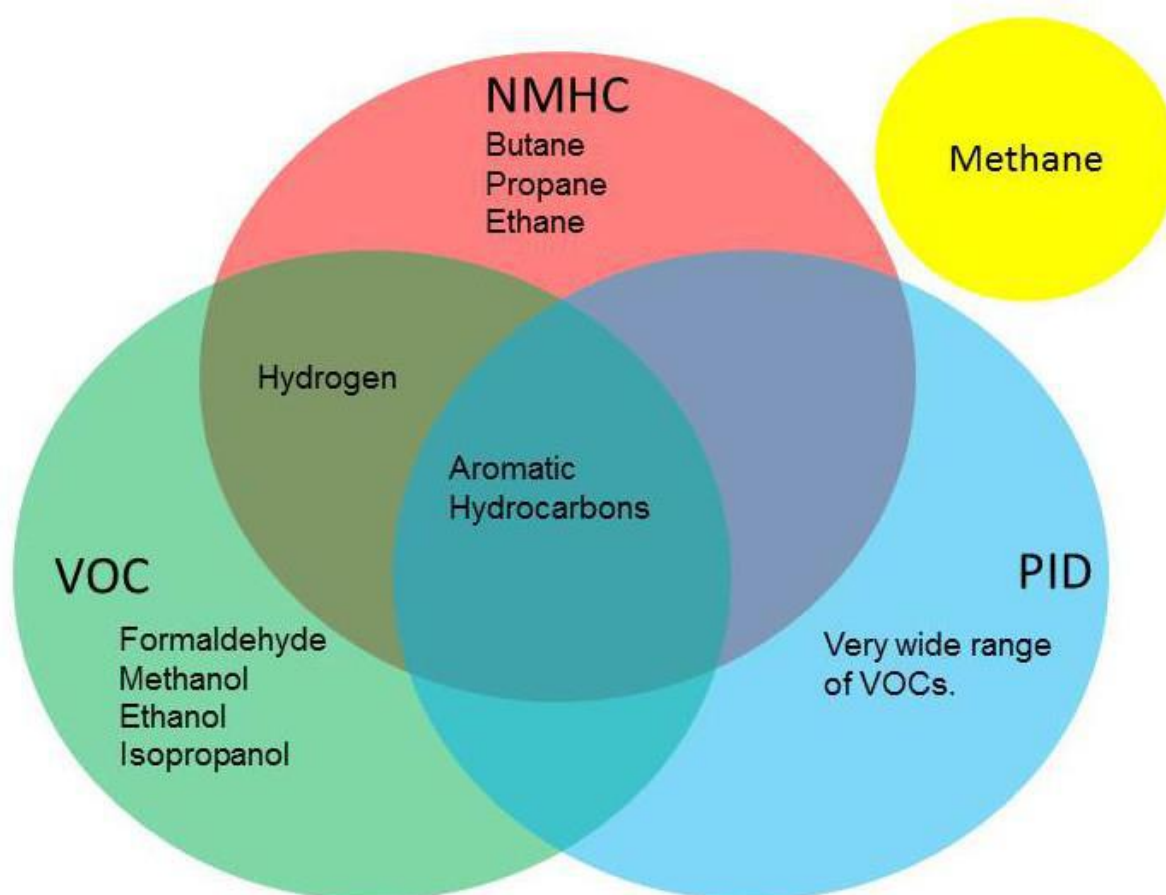 NMHC
Butane
Propane
Ethane
Methane
Hydrogen
Aromatic
Hydrocarbons
VOC
Formaldehyde
Methanol
Ethanol
Isopropanol
PID
Very wide range
of VOCs.